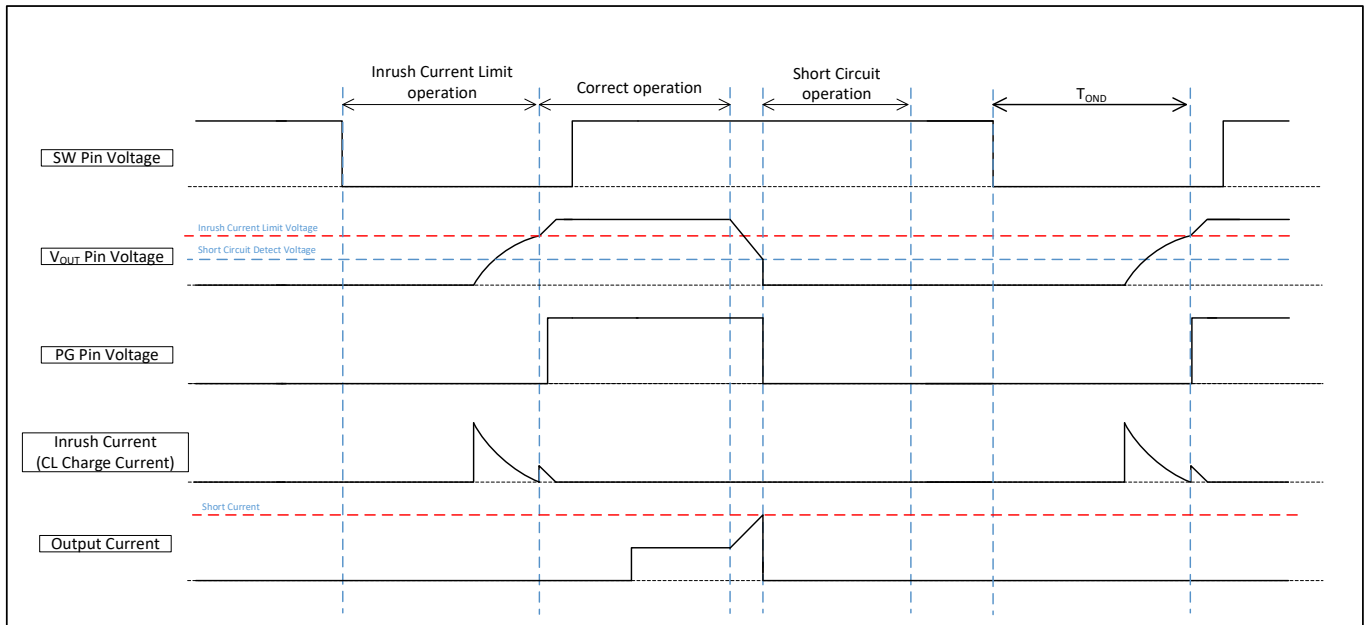 Inrush Current Limit
operation
Correct operation
Short Circuit
operation
TOND
SW Pin Voltage
Inrush Current Limit Voltage
Short Circuit Detect Voltage
VOUT Pin Voltage
PG Pin Voltage
Inrush Current
(CL Charge Current)
Short Current
Output Current